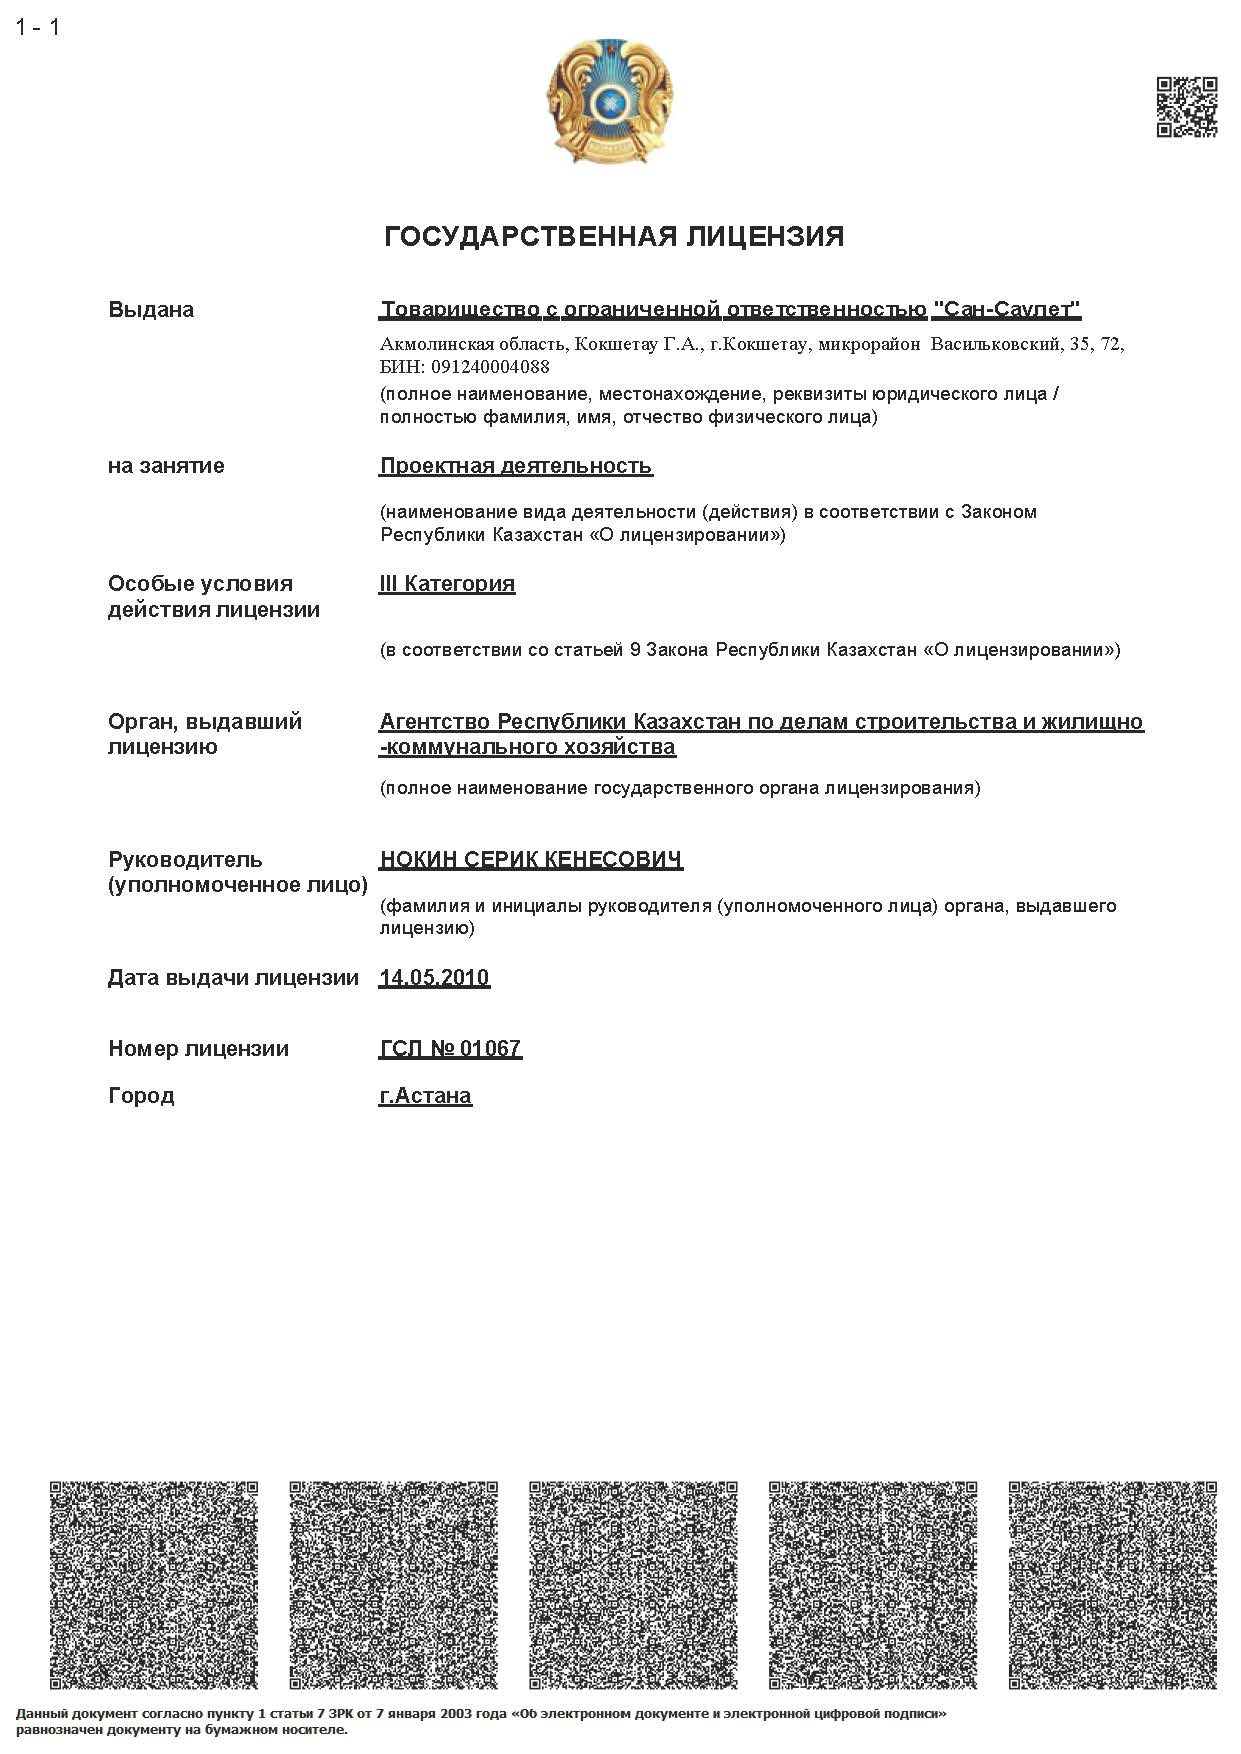 1 - 1
ГОСУДАРСТВЕННАЯ ЛИЦЕНЗИЯ
Выдана
Товарищество с ограниченной ответственностью "Сан-Саулет"
Акмолинская область, Кокшетау Г.А., г.Кокшетау, микрорайон Васильковский, 35, 72,
БИН: 091240004088
(полное наименование, местонахождение, реквизиты юридического лица /
полностью фамилия, имя, отчество физического лица)
на занятие
Проектная деятельность
(наименование вида деятельности (действия) в соответствии с Законом
Республики Казахстан «О лицензировании»)
Особые условия
действия лицензии
III Категория
(в соответствии со статьей 9 Закона Республики Казахстан «О лицензировании»)
Орган, выдавший
лицензию
Агентство Республики Казахстан по делам строительства и жилищно
-коммунального хозяйства
(полное наименование государственного органа лицензирования)
Руководитель
(уполномоченное лицо)
НОКИН СЕРИК КЕНЕСОВИЧ
(фамилия и инициалы руководителя (уполномоченного лица) органа, выдавшего
лицензию)
Дата выдачи лицензии
14.05.2010
Номер лицензии
ГСЛ № 01067
Город
г.Астана
Данный документ согласно пункту 1 статьи 7 ЗРК от 7 января 2003 года «Об электронном документе и электронной цифровой подписи»
равнозначен документу на бумажном носителе.